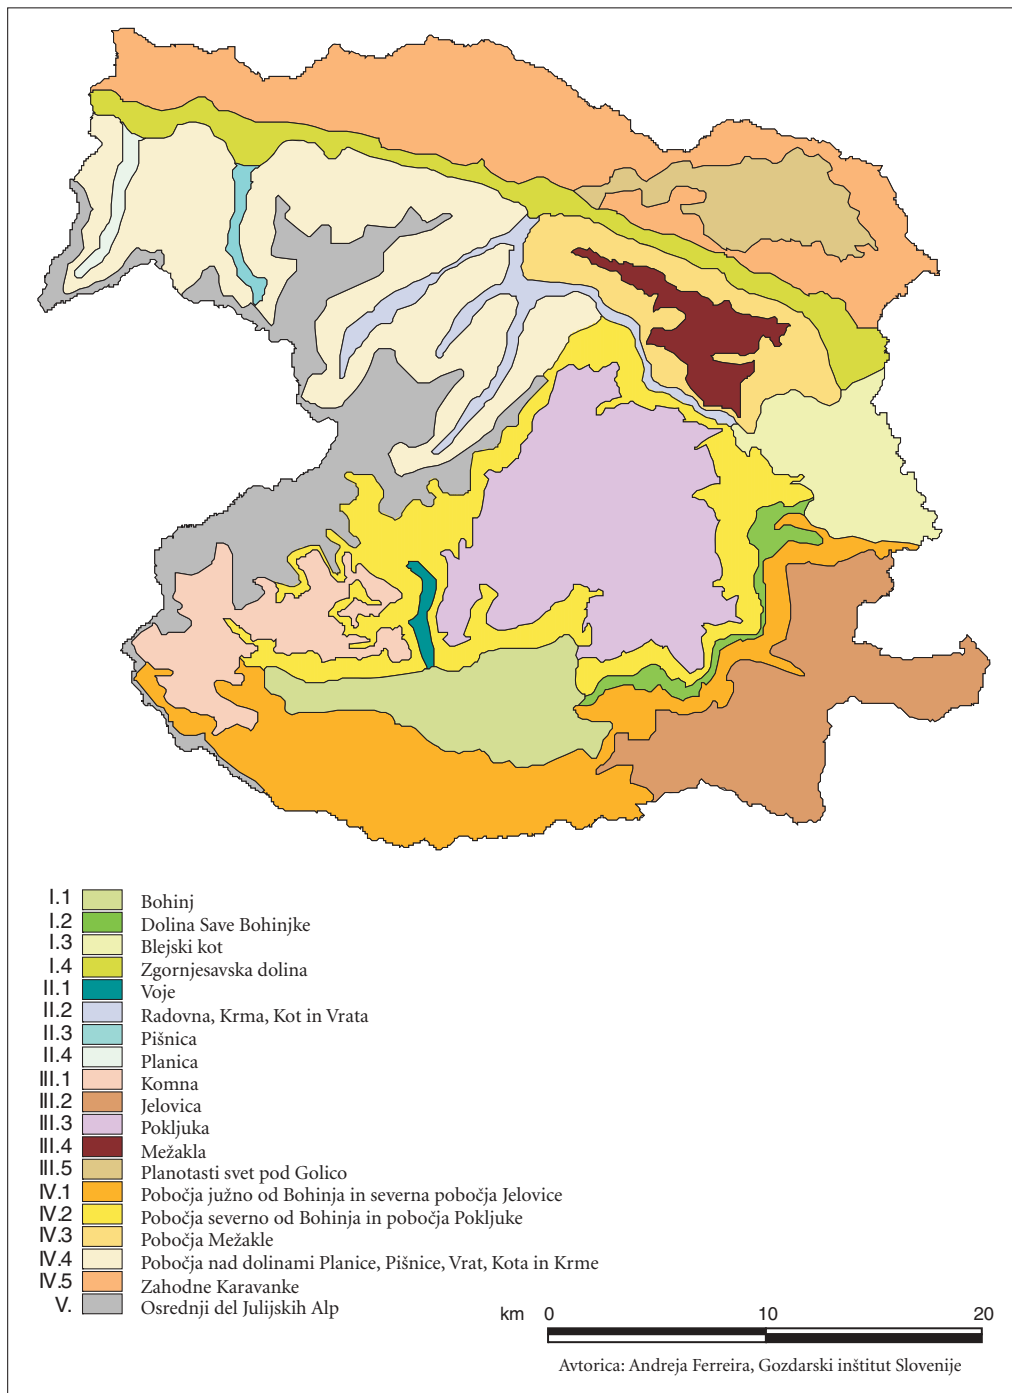 I.1 Bohinj
I.2 Dolina Save Bohinjke
I.3 Blejski kot
I.4 Zgornjesavska dolina
II.1 Voje
II.2 Radovna, Krma, Kot in Vrata
II.3 Pišnica
II.4 Planica
III.1 Komna
III.2 Jelovica
III.3 Pokljuka
III.4 Mežakla
III.5 Planotasti svet pod Golico
IV.1 Pobočja južno od Bohinja in severna pobočja Jelovice
IV.2 Pobočja severno od Bohinja in pobočja Pokljuke
IV.3 Pobočja Mežakle
IV.4 Pobočja nad dolinami Planice, Pišnice, Vrat, Kota in Krme
IV.5 Zahodne Karavanke
V. Osrednji del Julijskih Alp
km 0 10 20
Avtorica: Andreja Ferreira, Gozdarski inštitut Slovenije